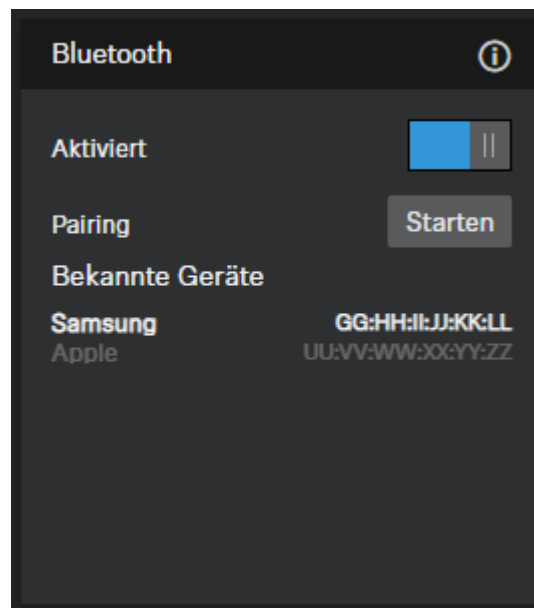 Bluetooth
Aktiviert
Pairing Starten
Bekannte Geräte
Samsung GG:HH:II:JJ:KK:LL
Apple UU:VV:WW:XX:YY:ZZ